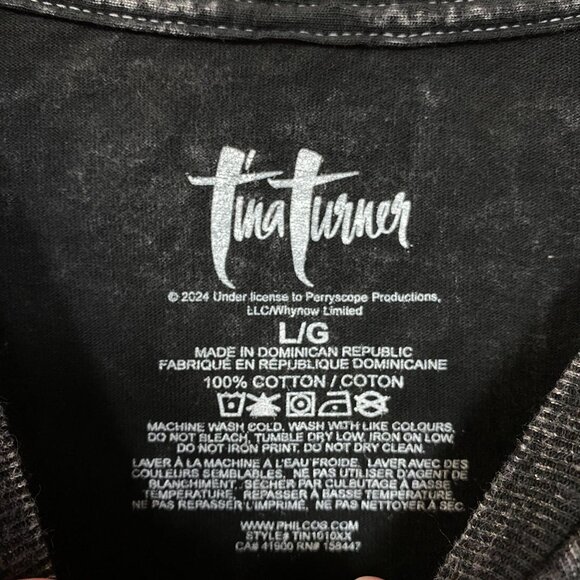 Tina Turner
© 2024 Under license to Perryscope Productions,
LLC/Whynow Limited
L/G
MADE IN DOMINICAN REPUBLIC
FABRIQUÉ EN RÉPUBLIQUE DOMINICAINE
100% COTTON / COTON
MACHINE WASH COLD. WASH WITH LIKE COLOURS.
DO NOT BLEACH, TUMBLE DRY LOW, IRON ON LOW.
DO NOT IRON PRINT. DO NOT DRY CLEAN.
LAVER À LA MACHINE À L'EAU FROIDE. LAVER AVEC DES
COULEURS SEMBLABLES. NE PAS UTILISER D'AGENT DE
BLANCHIMENT. SÉCHER PAR CULBUTAGE À BASSE
TEMPÉRATURE. REPASSER À BASSE TEMPÉRATURE.
NE PAS REPASSER L'IMPRIMÉ. NE PAS NETTOYER À SEC.
WWW.PHILCOS.COM
STYLE# TIN1010XX
CA# 41900 RN# 158447